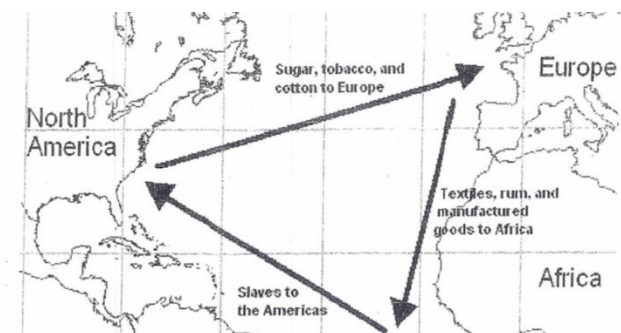 Sugar, tobacco, and
cotton to Europe
Europe
North
America
Textiles, rum, and
manufactured
goods to Africa
Africa
Slaves to
the Americas